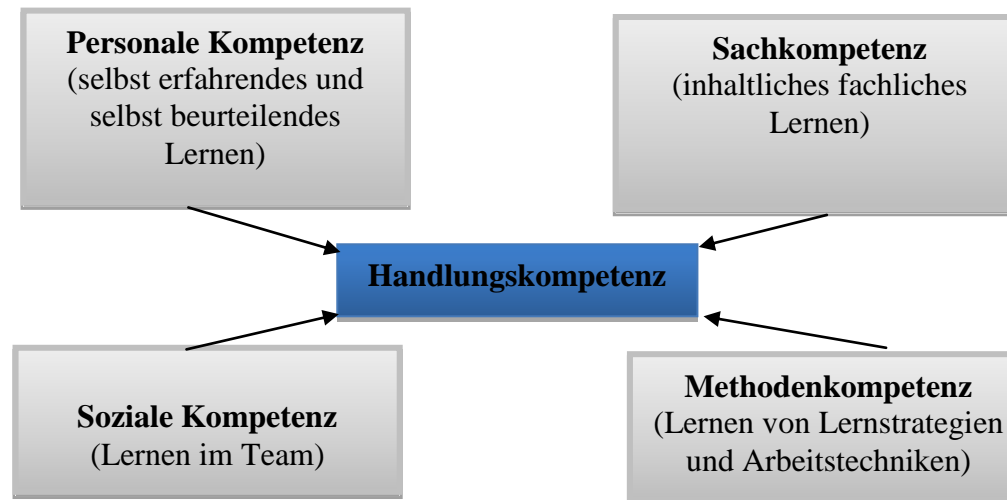 Personale Kompetenz
(selbst erfahrendes und
selbst beurteilendes
Lernen)
Sachkompetenz
(inhaltliches fachliches
Lernen)
Handlungskompetenz
Soziale Kompetenz
(Lernen im Team)
Methodenkompetenz
(Lernen von Lernstrategien
und Arbeitstechniken)